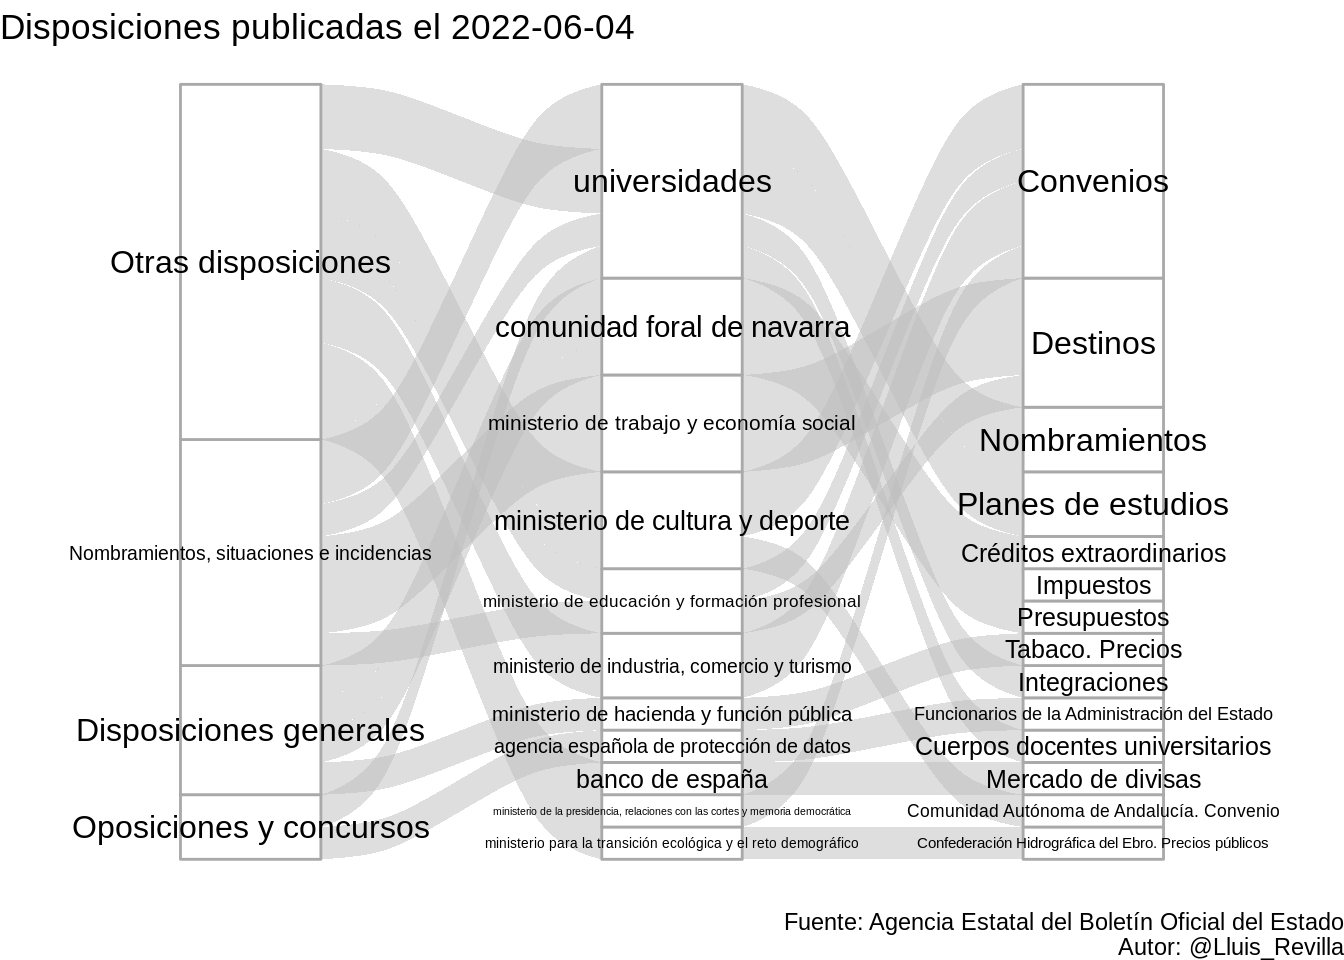 Disposiciones publicadas el 2022-06-04
Otras disposiciones
Nombramientos, situaciones e incidencias
Disposiciones generales
Oposiciones y concursos
universidades
comunidad foral de navarra
ministerio de trabajo y economía social
ministerio de cultura y deporte
ministerio de educación y formación profesional
ministerio de industria, comercio y turismo
ministerio de hacienda y función pública
agencia española de protección de datos
banco de españa
ministerio de la presidencia, relaciones con las cortes y memoria democrática
ministerio para la transición ecológica y el reto demográfico
Convenios
Destinos
Nombramientos
Planes de estudios
Créditos extraordinarios
Impuestos
Presupuestos
Tabaco. Precios
Integraciones
Funcionarios de la Administración del Estado
Cuerpos docentes universitarios
Mercado de divisas
Comunidad Autónoma de Andalucía. Convenio
Confederación Hidrográfica del Ebro. Precios públicos
Fuente: Agencia Estatal del Boletín Oficial del Estado
Autor: @Lluis_Revilla